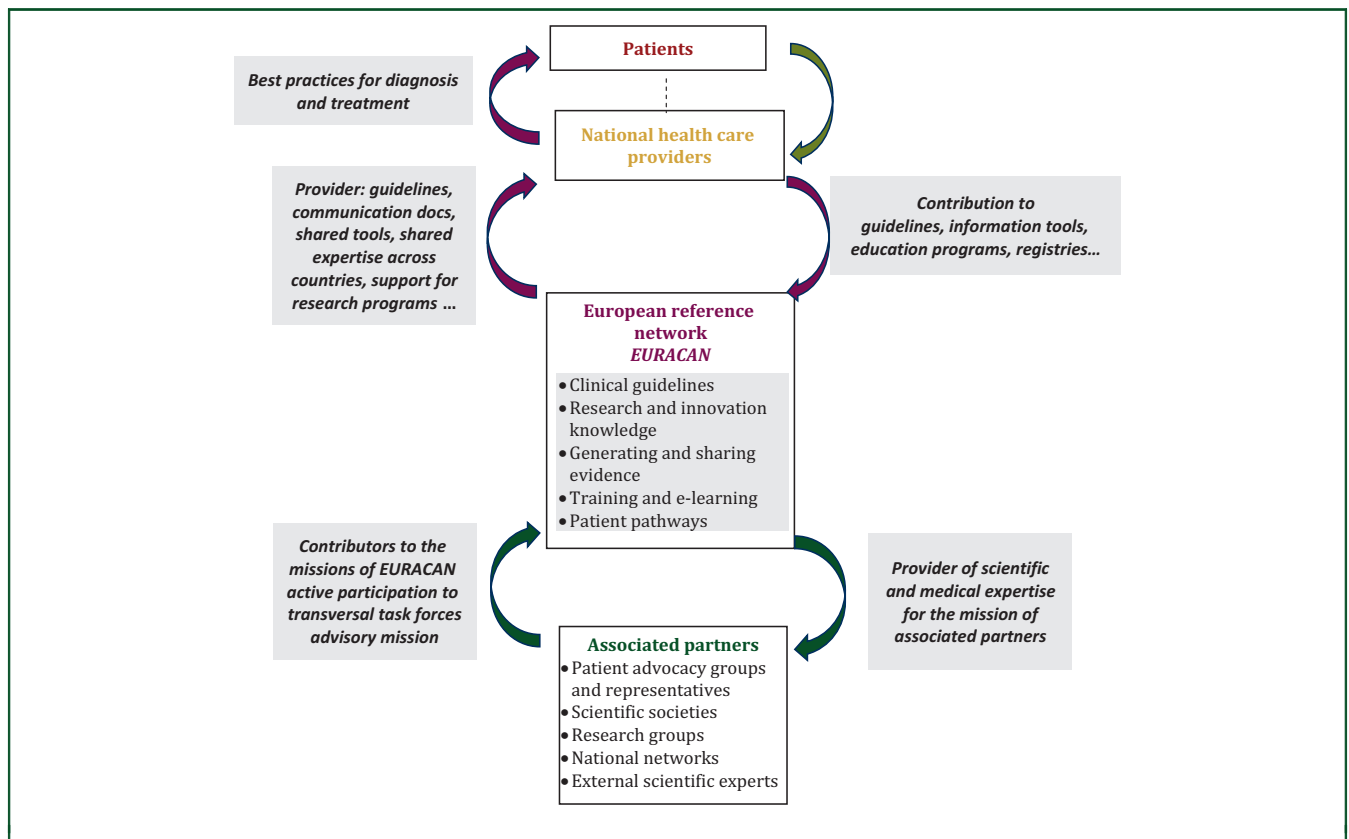 Patients
Best practices for diagnosis
and treatment
National health care
providers
Provider: guidelines,
communication docs,
shared tools, shared
expertise across
countries, support for
research programs ...
Contribution to
guidelines, information tools,
education programs, registries...
European reference
network
EURACAN
• Clinical guidelines
• Research and innovation
knowledge
• Generating and sharing
evidence
• Training and e-learning
• Patient pathways
Contributors to the
missions of EURACAN
active participation to
transversal task forces
advisory mission
Provider of scientific
and medical expertise
for the mission of
associated partners
Associated partners
• Patient advocacy groups
and representatives
• Scientific societies
• Research groups
• National networks
• External scientific experts